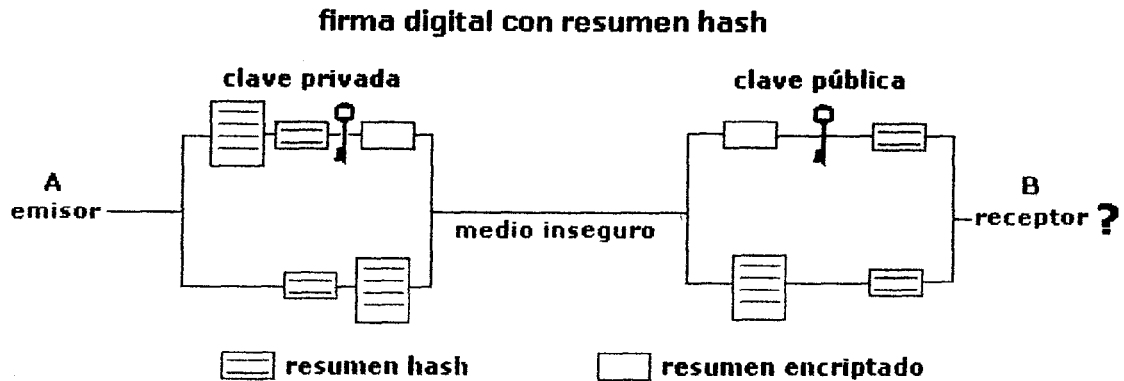 firma digital con resumen hash
clave privada
clave pública
A
emisor
medio inseguro
B
receptor ?
resumen hash
resumen encriptado